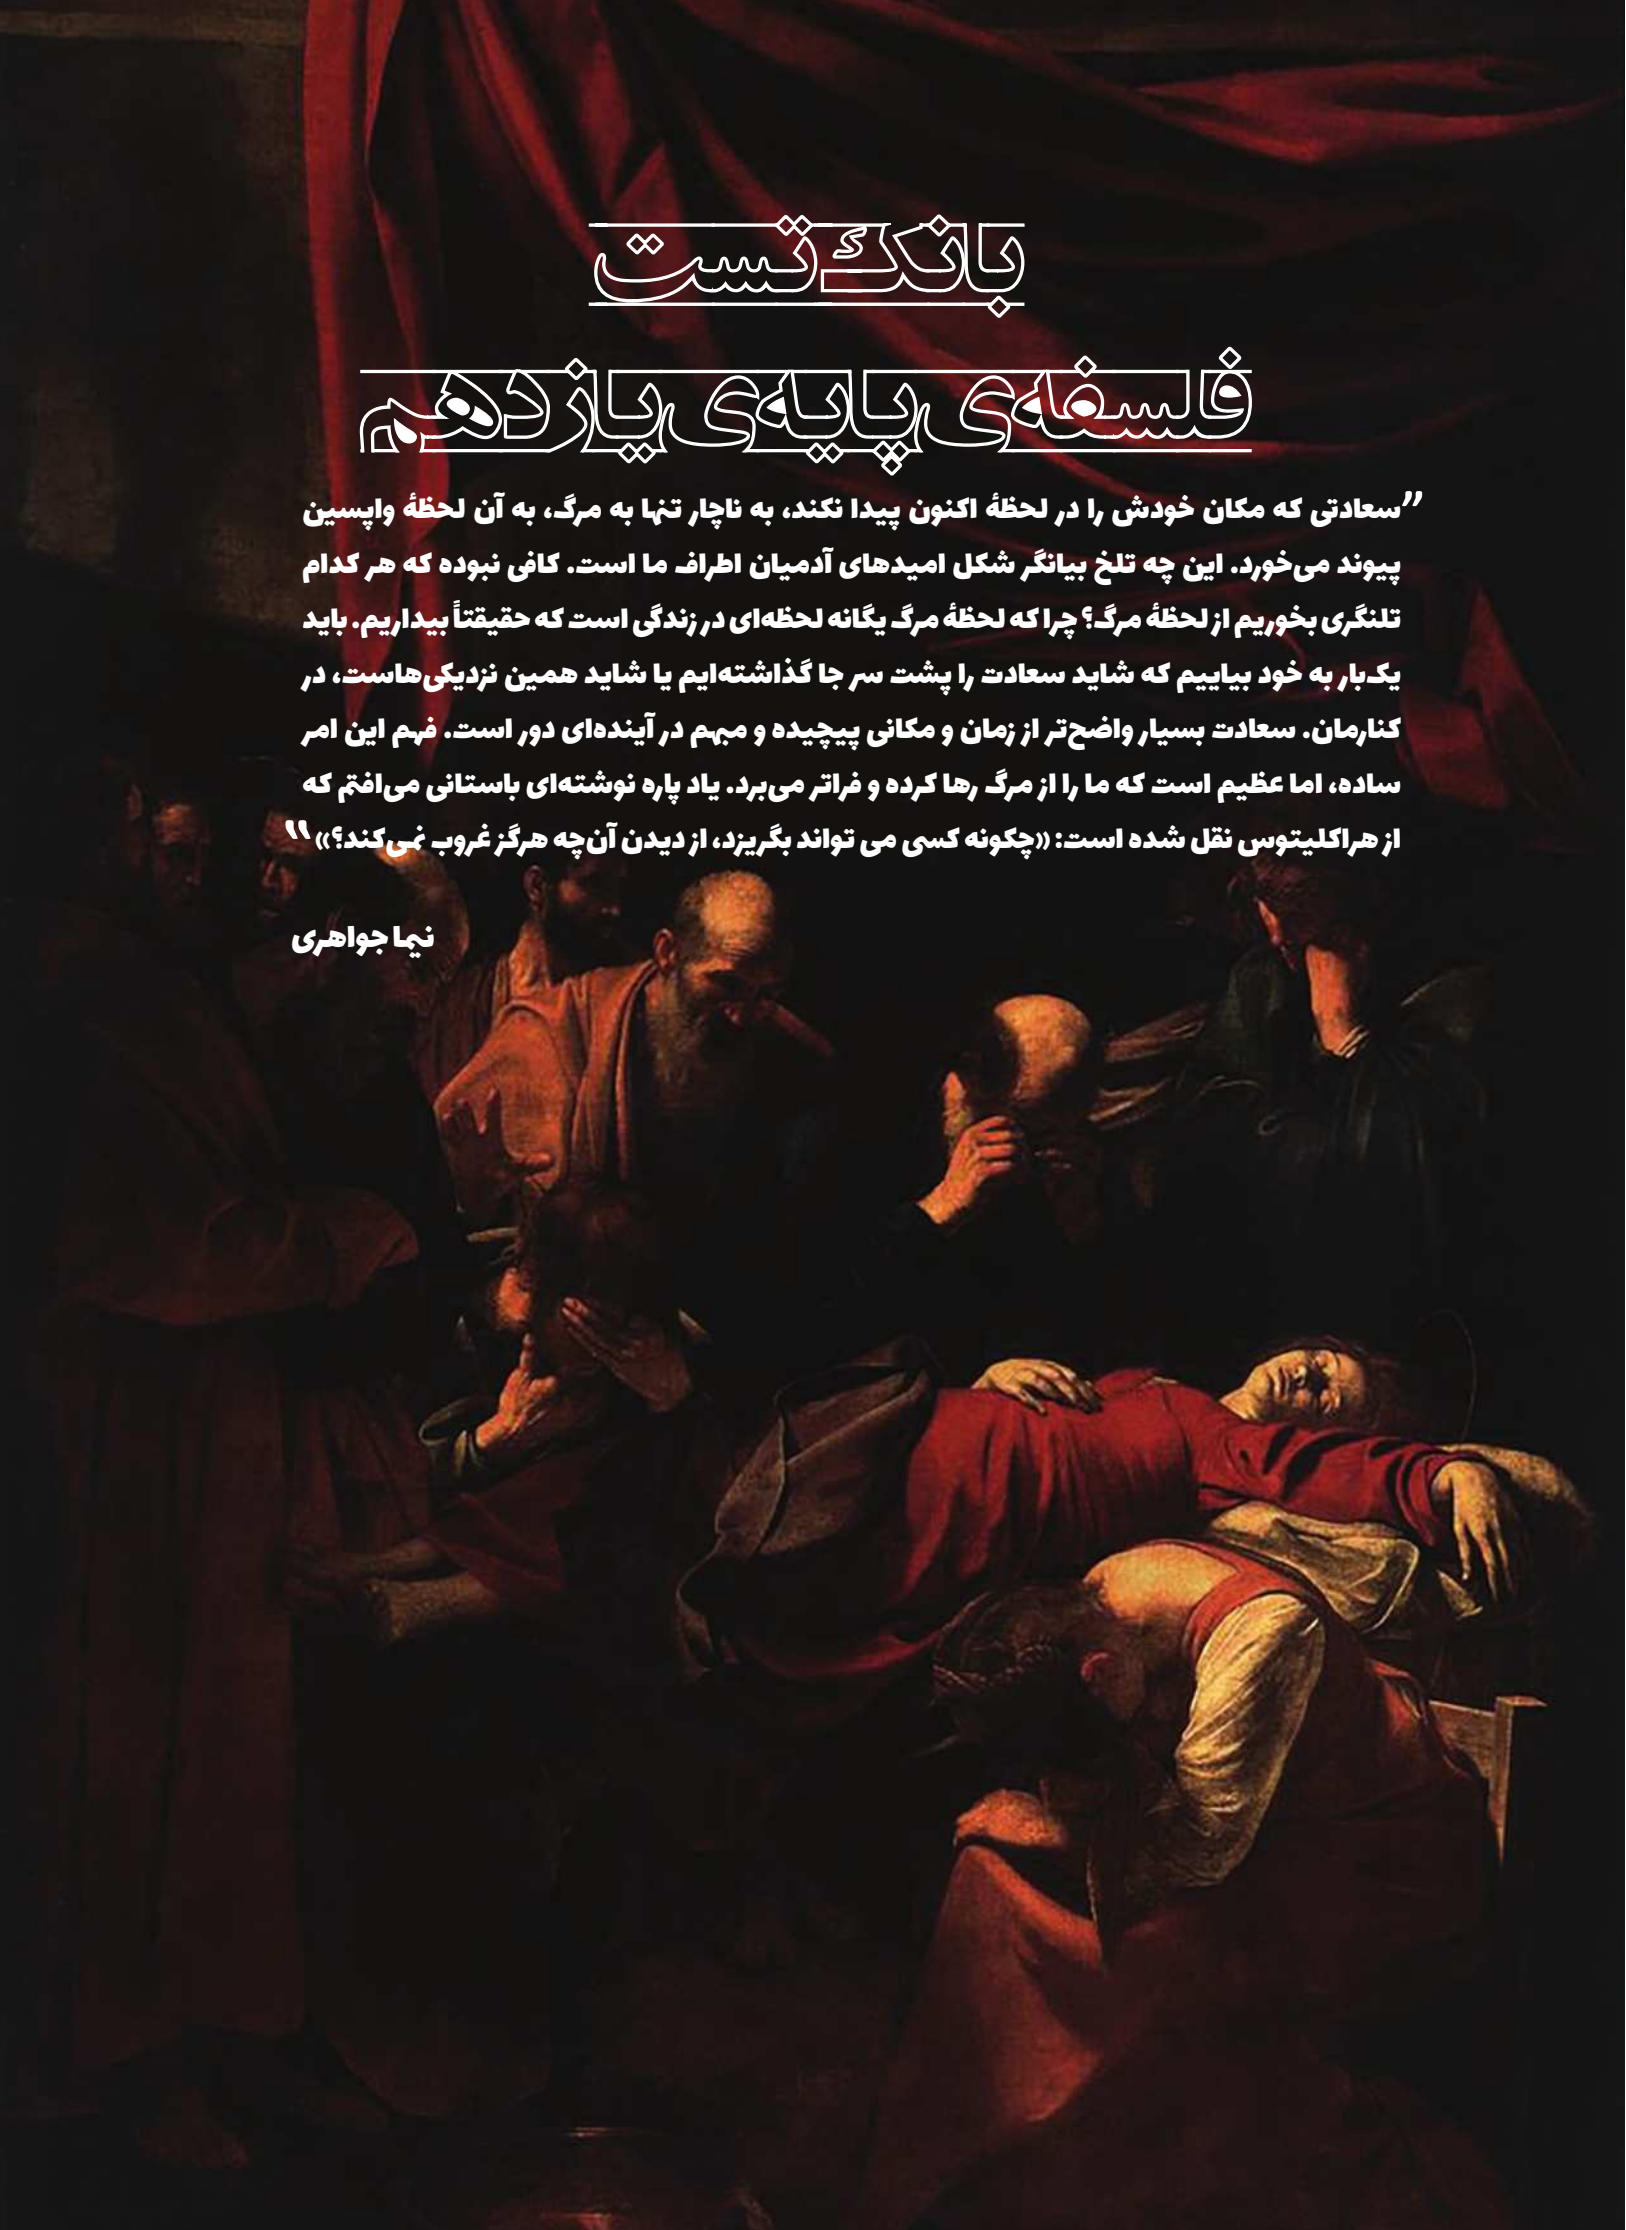 بانک تست
فلسفه‌ی پایه‌ی یازدهم
”سعادتی که مکان خودش را در لحظهٔ اکنون پیدا نکند، به ناچار تنها به مرگ، به آن لحظهٔ واپسین
پیوند می‌خورد. این چه تلخ بیانگر شکل امیدهای آدمیان اطراف ما است. کافی نبوده که هر کدام
تلنگری بخوریم از لحظهٔ مرگ؟ چرا که لحظهٔ مرگ یگانه لحظه‌ای در زندگی است که حقیقتاً بیداریم. باید
یک‌بار به خود بیاییم که شاید سعادت را پشت سر جا گذاشته‌ایم یا شاید همین نزدیکی‌هاست، در
کنارمان. سعادت بسیار واضح‌تر از زمان و مکانی پیچیده و مبهم در آینده‌ای دور است. فهم این امر
ساده، اما عظیم است که ما را از مرگ رها کرده و فراتر می‌برد. یاد پاره نوشته‌ای باستانی می‌افتم که
از هراکلیتوس نقل شده است: «چکونه کسی می تواند بگریزد، از دیدن آن‌چه هرگز غروب نمی‌کند؟» “
نیما جواهری